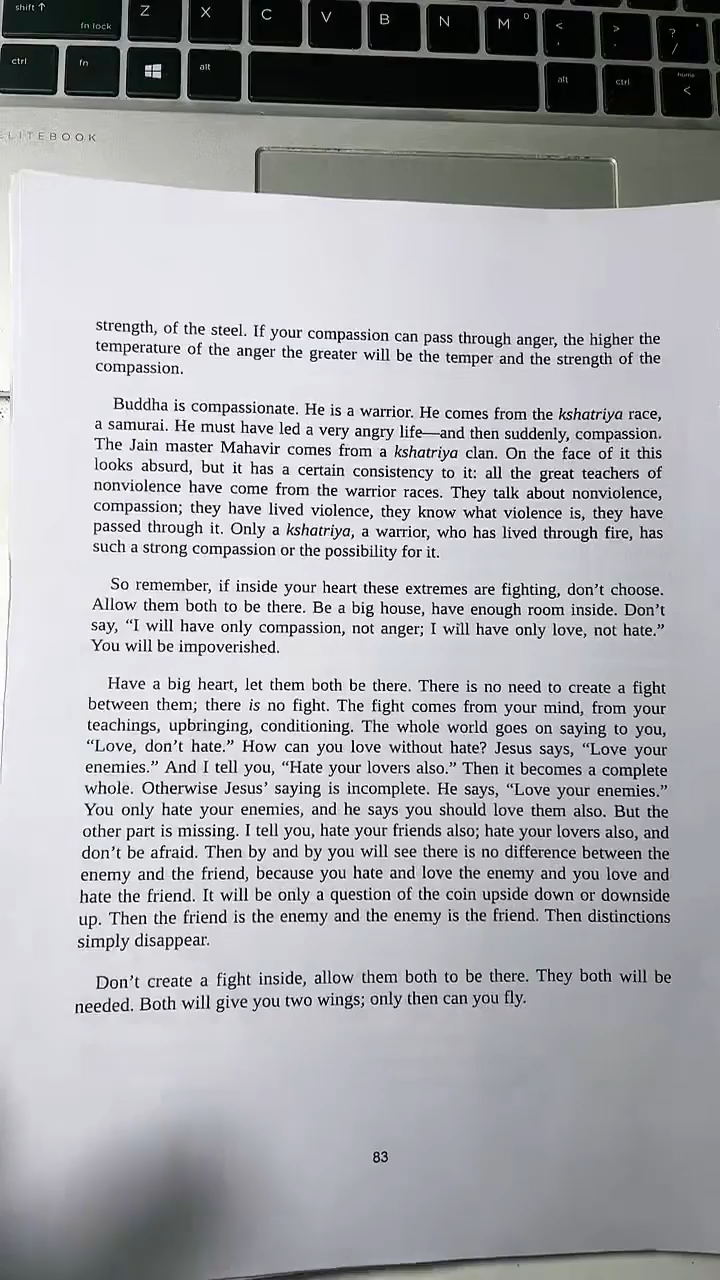 shift ↑
fn lock
Z
X
C
V
B
N
M
<
,
>
.
?
/
ctrl
fn
alt
alt
ctrl
home
<
ELITEBOOK
strength, of the steel. If your compassion can pass through anger, the higher the
temperature of the anger the greater will be the temper and the strength of the
compassion.
Buddha is compassionate. He is a warrior. He comes from the kshatriya race,
a samurai. He must have led a very angry life—and then suddenly, compassion.
The Jain master Mahavir comes from a kshatriya clan. On the face of it this
looks absurd, but it has a certain consistency to it: all the great teachers of
nonviolence have come from the warrior races. They talk about nonviolence,
compassion; they have lived violence, they know what violence is, they have
passed through it. Only a kshatriya, a warrior, who has lived through fire, has
such a strong compassion or the possibility for it.
So remember, if inside your heart these extremes are fighting, don’t choose.
Allow them both to be there. Be a big house, have enough room inside. Don’t
say, “I will have only compassion, not anger; I will have only love, not hate.”
You will be impoverished.
Have a big heart, let them both be there. There is no need to create a fight
between them; there is no fight. The fight comes from your mind, from your
teachings, upbringing, conditioning. The whole world goes on saying to you,
“Love, don’t hate.” How can you love without hate? Jesus says, “Love your
enemies.” And I tell you, “Hate your lovers also.” Then it becomes a complete
whole. Otherwise Jesus’ saying is incomplete. He says, “Love your enemies.”
You only hate your enemies, and he says you should love them also. But the
other part is missing. I tell you, hate your friends also; hate your lovers also, and
don’t be afraid. Then by and by you will see there is no difference between the
enemy and the friend, because you hate and love the enemy and you love and
hate the friend. It will be only a question of the coin upside down or downside
up. Then the friend is the enemy and the enemy is the friend. Then distinctions
simply disappear.
Don’t create a fight inside, allow them both to be there. They both will be
needed. Both will give you two wings; only then can you fly.
83